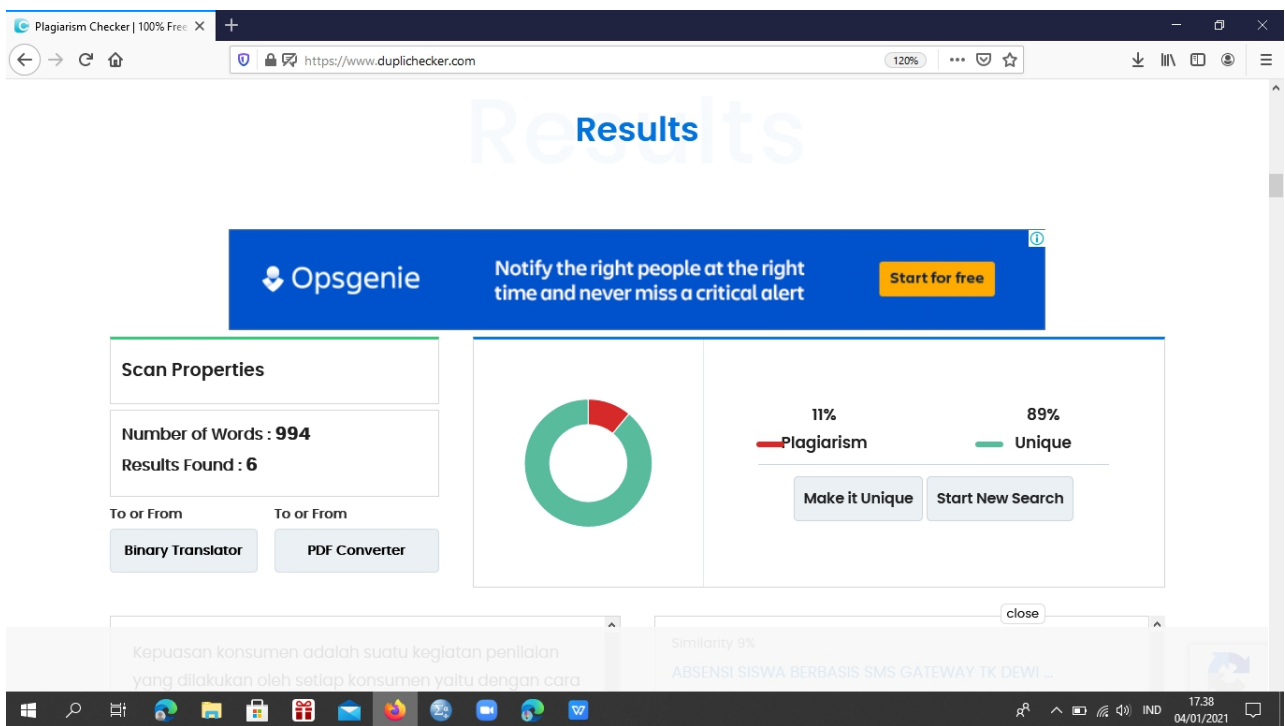 Plagiarism Checker | 100% Free
https://www.duplichecker.com
120%
Results
Results
Opsgenie
Notify the right people at the right
time and never miss a critical alert
Start for free
Scan Properties
Number of Words : 994
Results Found : 6
To or From
To or From
Binary Translator
PDF Converter
11%
89%
Plagiarism
Unique
Make it Unique
Start New Search
close
Kepuasan konsumen adalah suatu kegiatan penilaian
yang dilakukan oleh setiap konsumen yaitu dengan cara
Similarity 9%
ABSENSI SISWA BERBASIS SMS GATEWAY TK DEWI ...
IND
17.38
04/01/2021